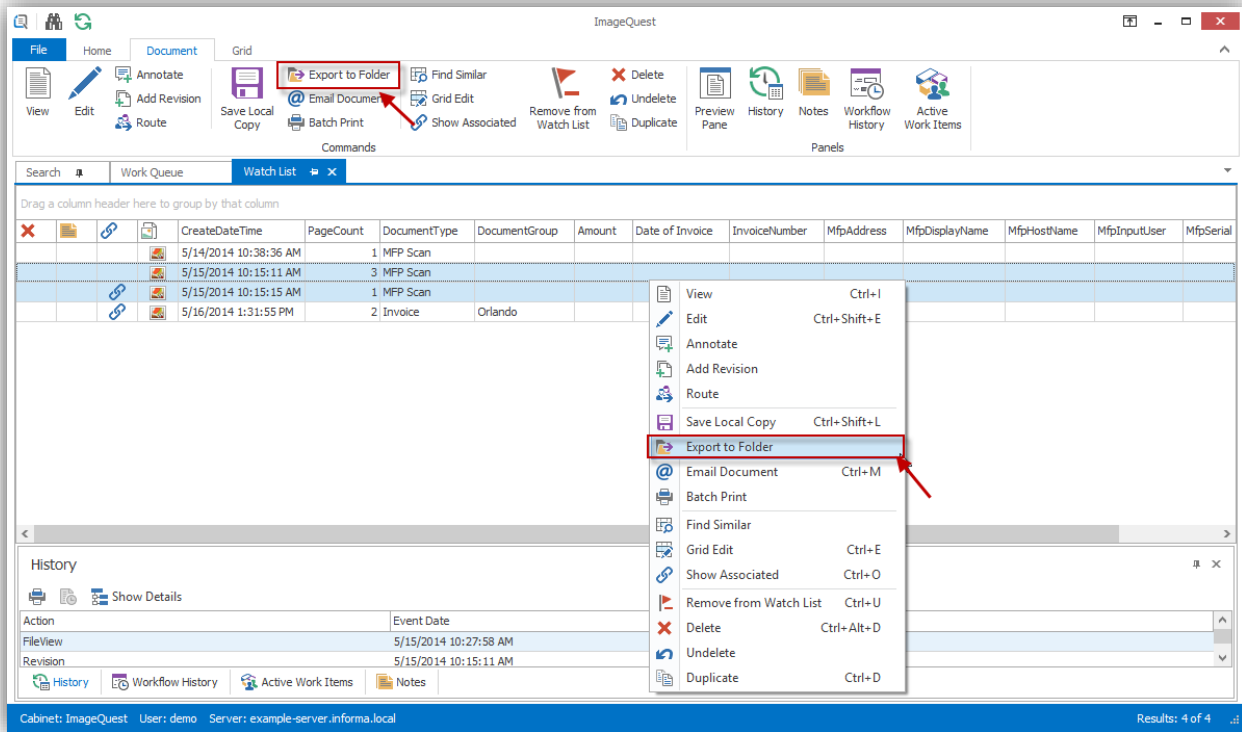 ImageQuest
File Home Document Grid
View
Edit
Annotate
Add Revision
Route
Save Local
Copy
Export to Folder
Email Document
Batch Print
Find Similar
Grid Edit
Show Associated
Remove from
Watch List
Delete
Undelete
Duplicate
Commands
Preview
Pane
History
Notes
Workflow
History
Active
Work Items
Panels
Search Work Queue Watch List
Drag a column header here to group by that column
CreateDateTime PageCount DocumentType DocumentGroup Amount Date of Invoice InvoiceNumber MfpAddress MfpDisplayName MfpHostName MfpInputUser MfpSerial
5/14/2014 10:38:36 AM 1 MFP Scan
5/15/2014 10:15:11 AM 3 MFP Scan
5/15/2014 10:15:15 AM 1 MFP Scan
5/16/2014 1:31:55 PM 2 Invoice Orlando
View Ctrl+I
Edit Ctrl+Shift+E
Annotate
Add Revision
Route
Save Local Copy Ctrl+Shift+L
Export to Folder
Email Document Ctrl+M
Batch Print
Find Similar
Grid Edit Ctrl+E
Show Associated Ctrl+O
Remove from Watch List Ctrl+U
Delete Ctrl+Alt+D
Undelete
Duplicate Ctrl+D
History
Show Details
Action Event Date
FileView 5/15/2014 10:27:58 AM
Revision 5/15/2014 10:15:11 AM
History Workflow History Active Work Items Notes
Cabinet: ImageQuest User: demo Server: example-server.informa.local Results: 4 of 4